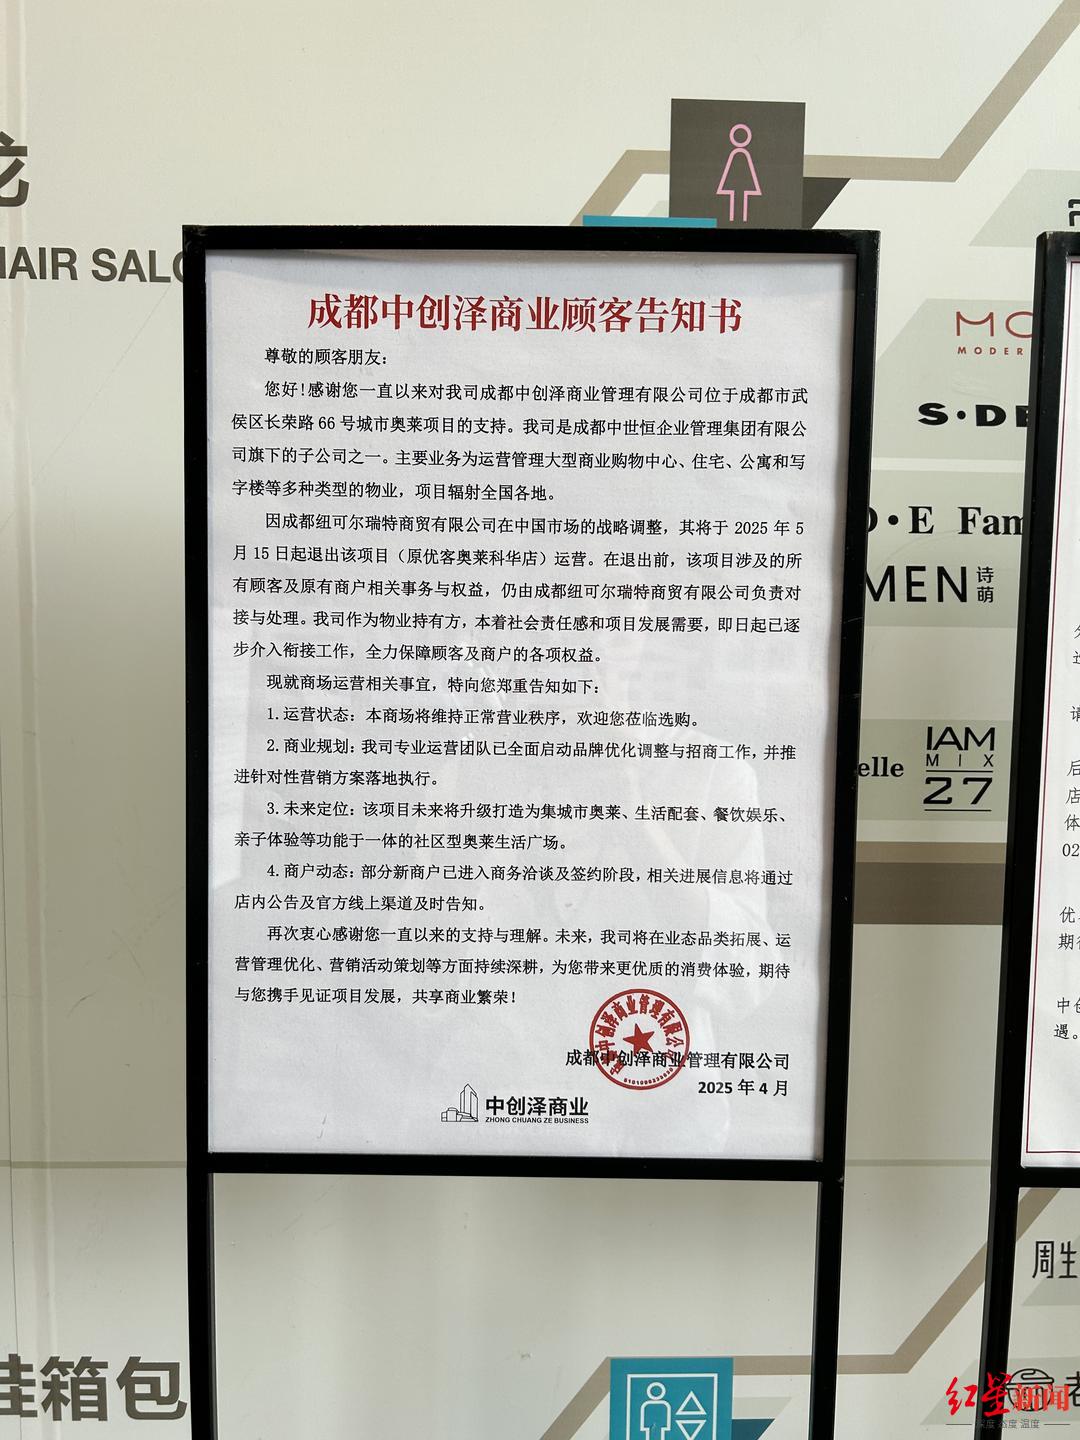 HAIR SALO
成都中创泽商业顾客告知书
尊敬的顾客朋友：
您好！感谢您一直以来对我司成都中创泽商业管理有限公司位于成都市武
侯区长荣路 66 号城市奥莱项目的支持。我司是成都中世恒企业管理集团有限公
司旗下的子公司之一。主要业务为运营管理大型商业购物中心、住宅、公寓和写
字楼等多种类型的物业，项目辐射全国各地。
因成都纽可尔瑞特商贸有限公司在中国市场的战略调整，其将于 2025 年 5
月 15 日起退出该项目（原优客奥莱科华店）运营。在退出前，该项目涉及的所
有顾客及原有商户相关事务与权益，仍由成都纽可尔瑞特商贸有限公司负责对
接与处理。我司作为物业持有方，本着社会责任感和项目发展需要，即日起已逐
步介入衔接工作，全力保障顾客及商户的各项权益。
现就商场运营相关事宜，特向您郑重告知如下：
1.运营状态：本商场将维持正常营业秩序，欢迎您莅临选购。
2.商业规划：我司专业运营团队已全面启动品牌优化调整与招商工作，并推
进针对性营销方案落地执行。
3.未来定位：该项目未来将升级打造为集城市奥莱、生活配套、餐饮娱乐、
亲子体验等功能于一体的社区型奥莱生活广场。
4.商户动态：部分新商户已进入商务洽谈及签约阶段，相关进展信息将通过
店内公告及官方线上渠道及时告知。
再次衷心感谢您一直以来的支持与理解。未来，我司将在业态品类拓展、运
营管理优化、营销活动策划等方面持续深耕，为您带来更优质的消费体验，期待
与您携手见证项目发展，共享商业繁荣！
成都中创泽商业管理有限公司
2025 年 4 月
中创泽商业
ZHONG CHUANG ZE BUSINESS
MO
MODER
S·DE
D·E Fam
MEN 诗萌
elle
IAM
MIX
27
请
后
店
体
02
优
期待
中创
遇。
周生
老
箱包
红星新闻
深度 态度 温度